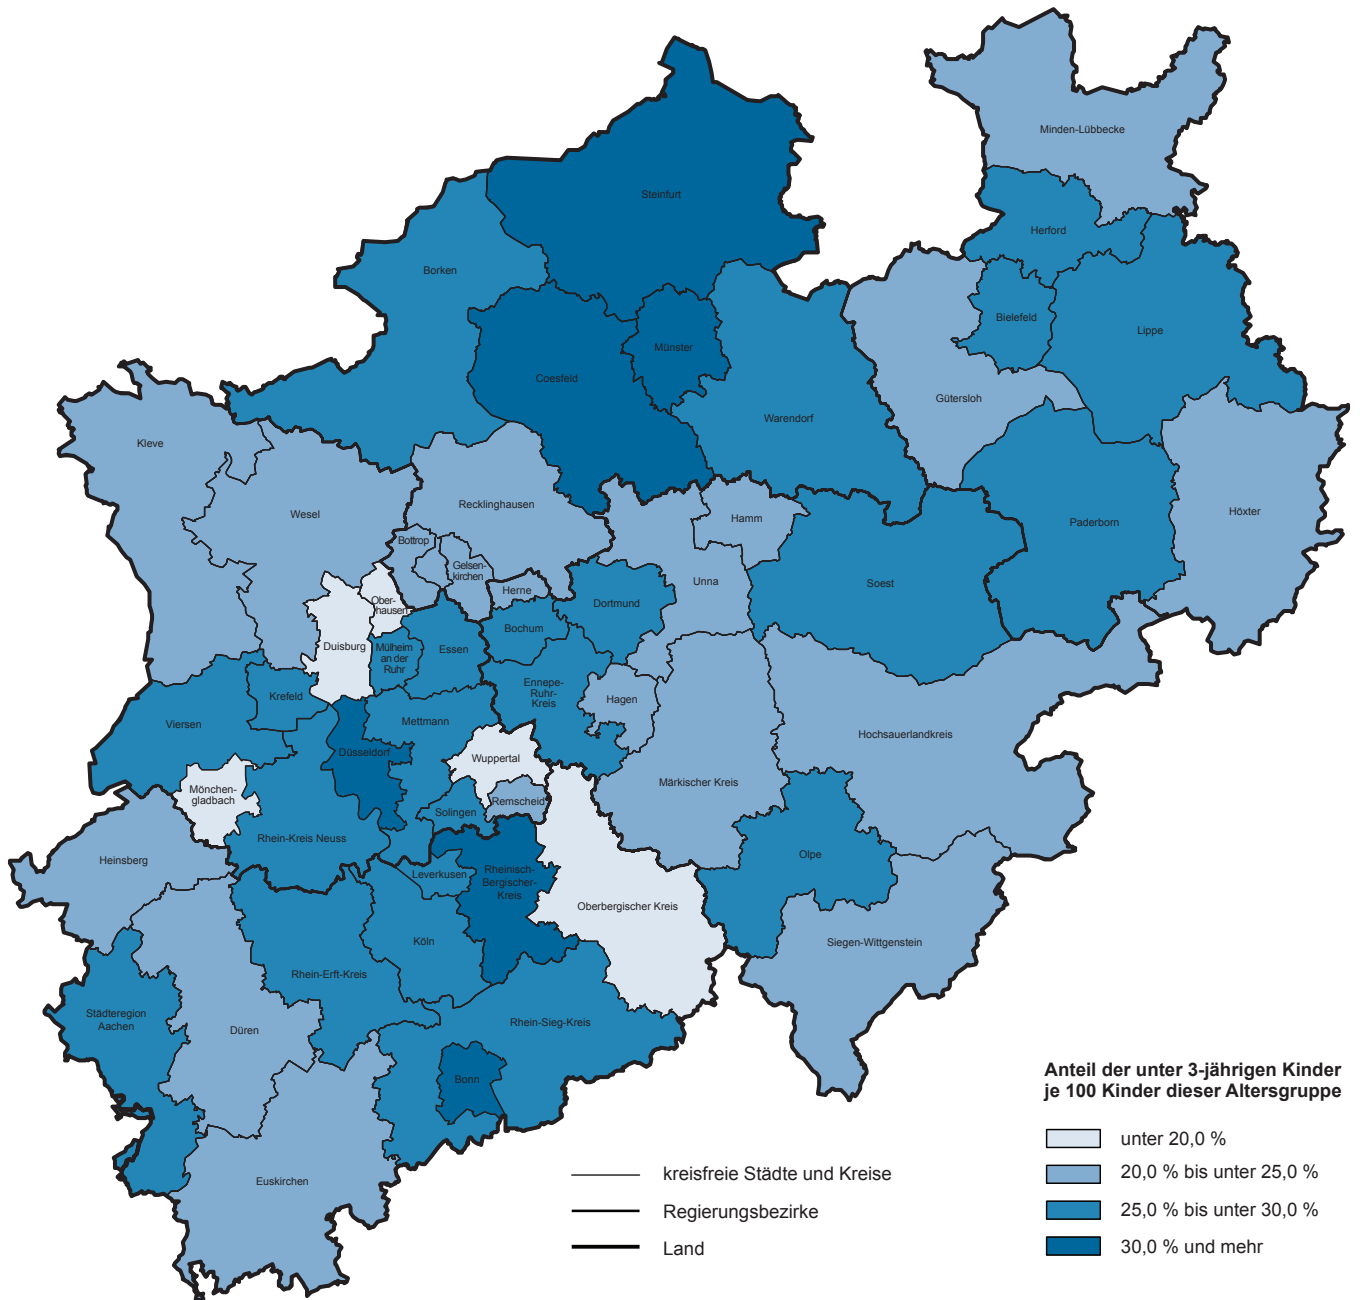 Minden-Lübbecke
Steinfurt
Herford
Borken
Bielefeld
Lippe
Münster
Coesfeld
Gütersloh
Warendorf
Kleve
Recklinghausen
Wesel
Hamm
Höxter
Paderborn
Bottrop
Gelsen-
kirchen
Unna
Soest
Herne
Ober-
hausen
Dortmund
Bochum
Duisburg
Mülheim
an der
Ruhr
Essen
Ennepe-
Ruhr-
Kreis
Krefeld
Hagen
Viersen
Mettmann
Hochsauerlandkreis
Düsseldorf
Wuppertal
Märkischer Kreis
Mönchen-
gladbach
Remscheid
Solingen
Rhein-Kreis Neuss
Olpe
Heinsberg
Leverkusen
Rheinisch-
Bergischer-
Kreis
Oberbergischer Kreis
Köln
Siegen-Wittgenstein
Rhein-Erft-Kreis
Städteregion
Aachen
Düren
Rhein-Sieg-Kreis
Bonn
Euskirchen
Anteil der unter 3-jährigen Kinder
je 100 Kinder dieser Altersgruppe
unter 20,0 %
20,0 % bis unter 25,0 %
25,0 % bis unter 30,0 %
30,0 % und mehr
kreisfreie Städte und Kreise
Regierungsbezirke
Land